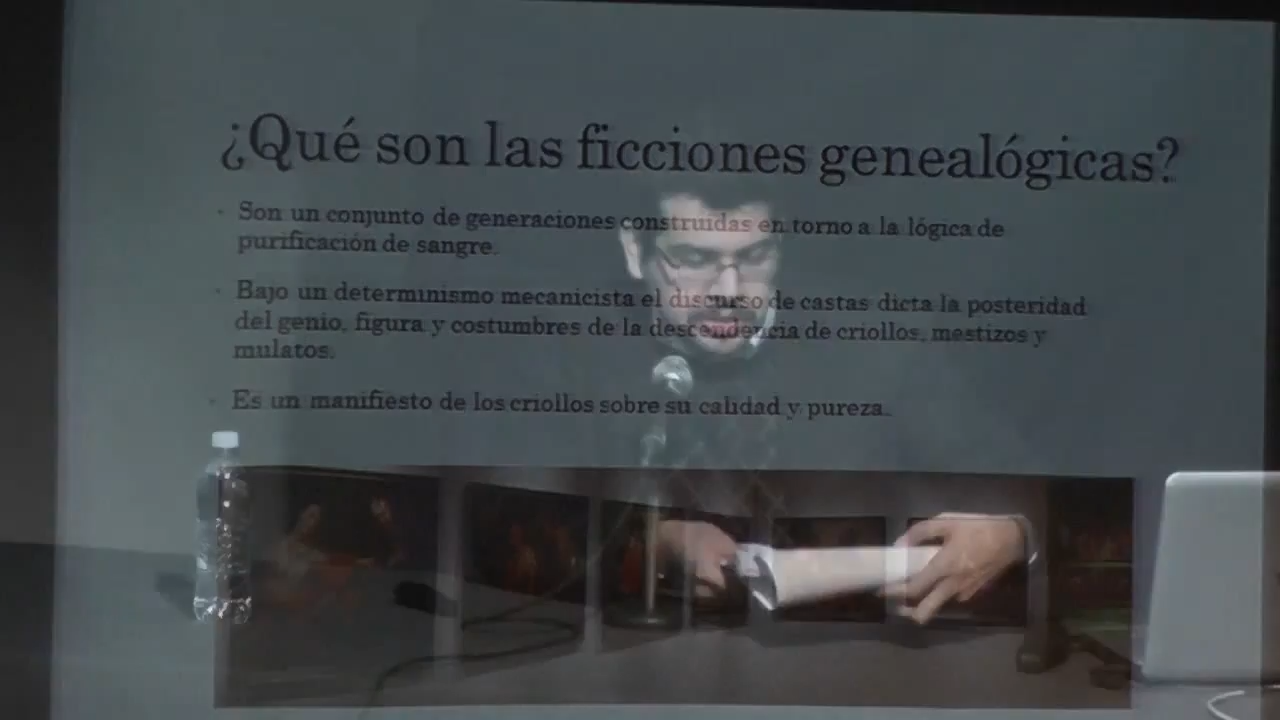 ¿Qué son las ficciones genealógicas?
Son un conjunto de generaciones construidas en torno a la lógica de
purificación de sangre.
Bajo un determinismo mecanicista el discurso de castas dicta la posteridad
del genio, figura y costumbres de la descendencia de criollos, mestizos y
mulatos.
Es un manifiesto de los criollos sobre su calidad y pureza.